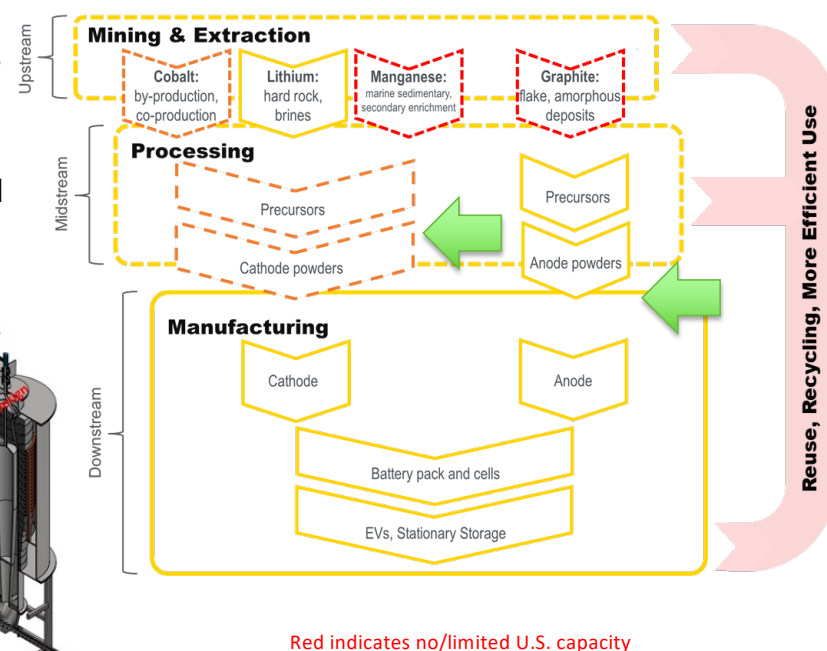 Upstream
Mining & Extraction
Cobalt:
by-production,
co-production
Lithium:
hard rock,
brines
Manganese:
marine sedimentary,
secondary enrichment
Graphite:
flake, amorphous
deposits
Midstream
Processing
Precursors
Cathode powders
Precursors
Anode powders
Downstream
Manufacturing
Cathode
Anode
Battery pack and cells
EVs, Stationary Storage
Reuse, Recycling, More Efficient Use
Red indicates no/limited U.S. capacity